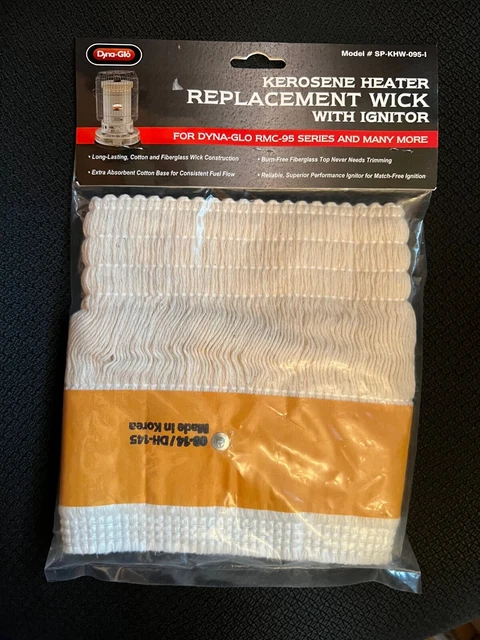 Dyna-Glo
Model # SP-KHW-095-I
KEROSENE HEATER
REPLACEMENT WICK
WITH IGNITOR
FOR DYNA-GLO RMC-95 SERIES AND MANY MORE
• Long-Lasting, Cotton and Fiberglass Wick Construction
• Extra Absorbent Cotton Base for Consistent Fuel Flow
• Burn-Free Fiberglass Top Never Needs Trimming
• Reliable, Superior Performance Ignitor for Match-Free Ignition
08-14 / DH-145
Made in Korea